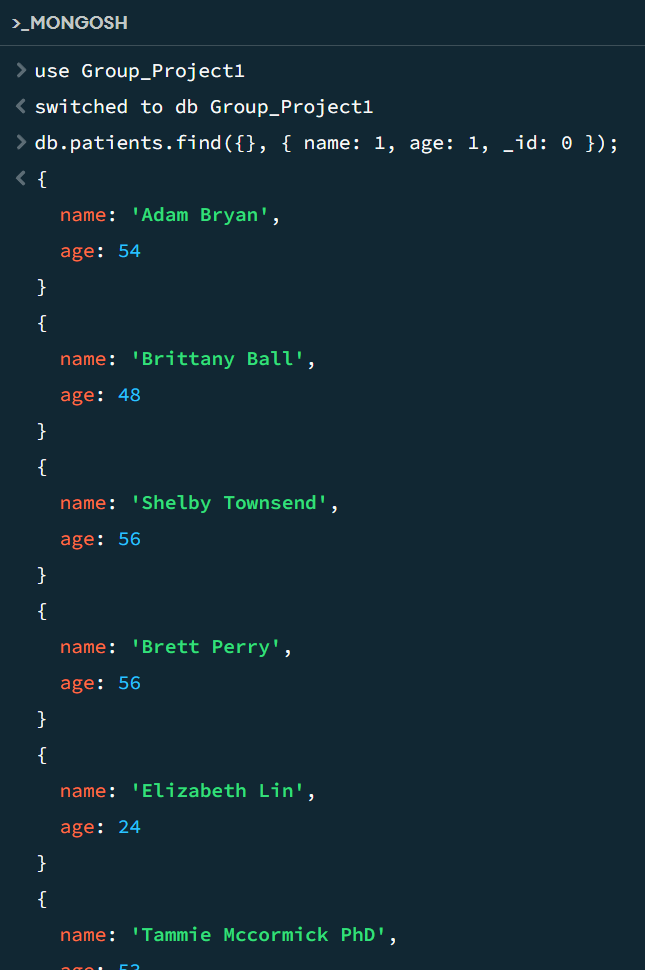 >_MONGOSH
> use Group_Project1
< switched to db Group_Project1
> db.patients.find({}, { name: 1, age: 1, _id: 0 });
< {
name: 'Adam Bryan',
age: 54
}
{
name: 'Brittany Ball',
age: 48
}
{
name: 'Shelby Townsend',
age: 56
}
{
name: 'Brett Perry',
age: 56
}
{
name: 'Elizabeth Lin',
age: 24
}
{
name: 'Tammie Mccormick PhD',
age: 53